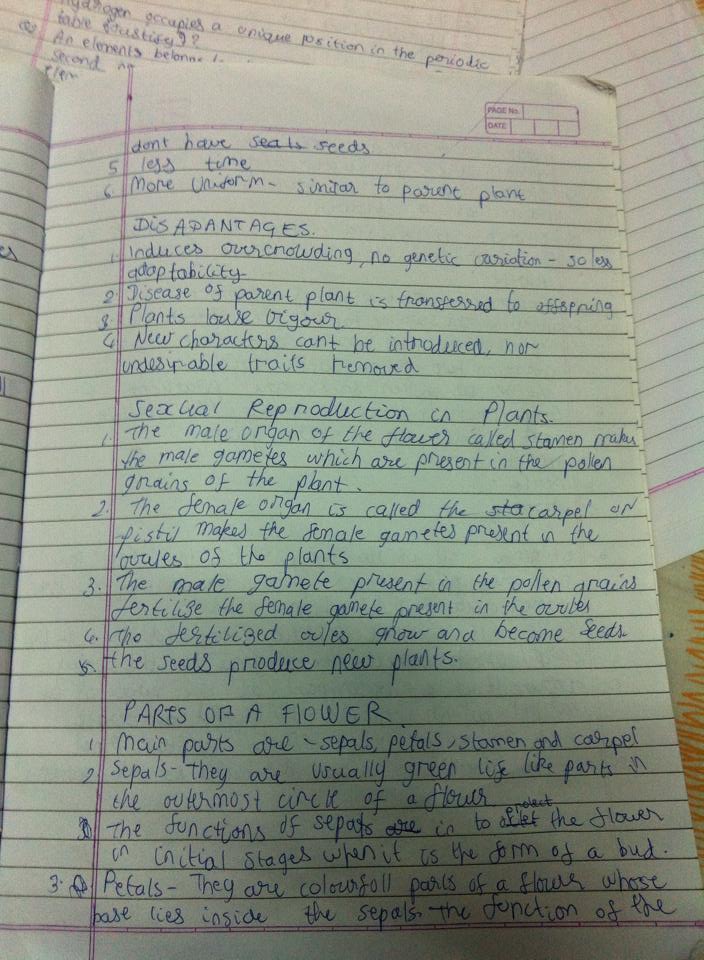 hydrogen occupies a unique position in the periodic
table (Justify)?
An elements
second
PAGE No.
DATE
dont have seats seeds
5 less time
6. More Uniform - similar to parent plant
DISADANTAGES.
1. Induces overcrowding, no genetic variation - so less
adaptability
2. Disease of parent plant is transferred to offspring
3. Plants louse vigour
4. New characters cant be introduced, nor
undesirable traits removed
Sexual Reproduction in Plants.
1. the male organ of the flower called stamen makes
the male gametes which are present in the pollen
grains of the plant.
2. The female organ is called the sta carpel or
pistil makes the female gametes present in the
ovules of the plants
3. The male gamete present in the pollen grains
fertilise the female gamete present in the ovules
4. The fertilized ovles grow and become seeds.
5. the seeds produce new plants.
PARTS OF A FLOWER
1 Main parts are - sepals, petals, stamen and carpel
2 Sepals - they are usually green life like parts in
the outermost circle of a flower
The functions of sepals are in to protect the flower
in initial stages when it is the form of a bud.
3. Petals - They are colourfoll parts of a flower whose
base lies inside the sepals. the function of the